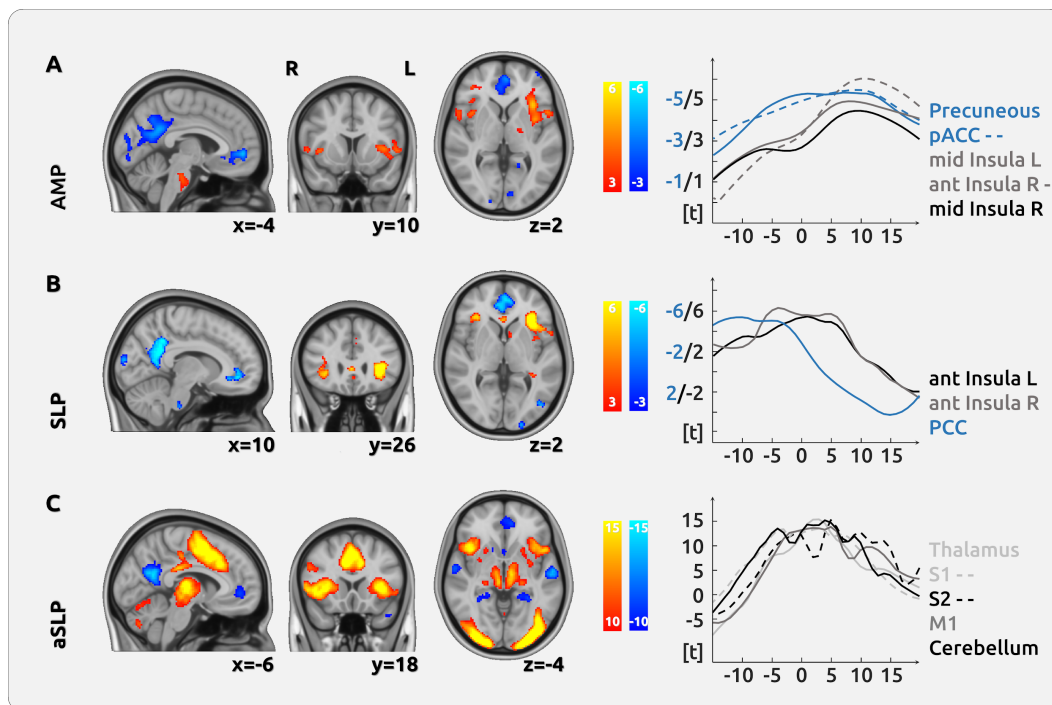 A
R
L
AMP
x=-4
y=10
z=2
6
-6
3
-3
-5/5
-3/3
-1/1
[t]
-10 -5 0 5 10 15
Precuneous
pACC - -
mid Insula L
ant Insula R -
mid Insula R
B
SLP
x=10
y=26
z=2
6
-6
3
-3
-6/6
-2/2
2/-2
[t]
-10 -5 0 5 10 15
ant Insula L
ant Insula R
PCC
C
aSLP
x=-6
y=18
z=-4
15
-15
10
-10
15
10
5
0
-5
[t]
-10 -5 0 5 10 15
Thalamus
S1 - -
S2 - -
M1
Cerebellum